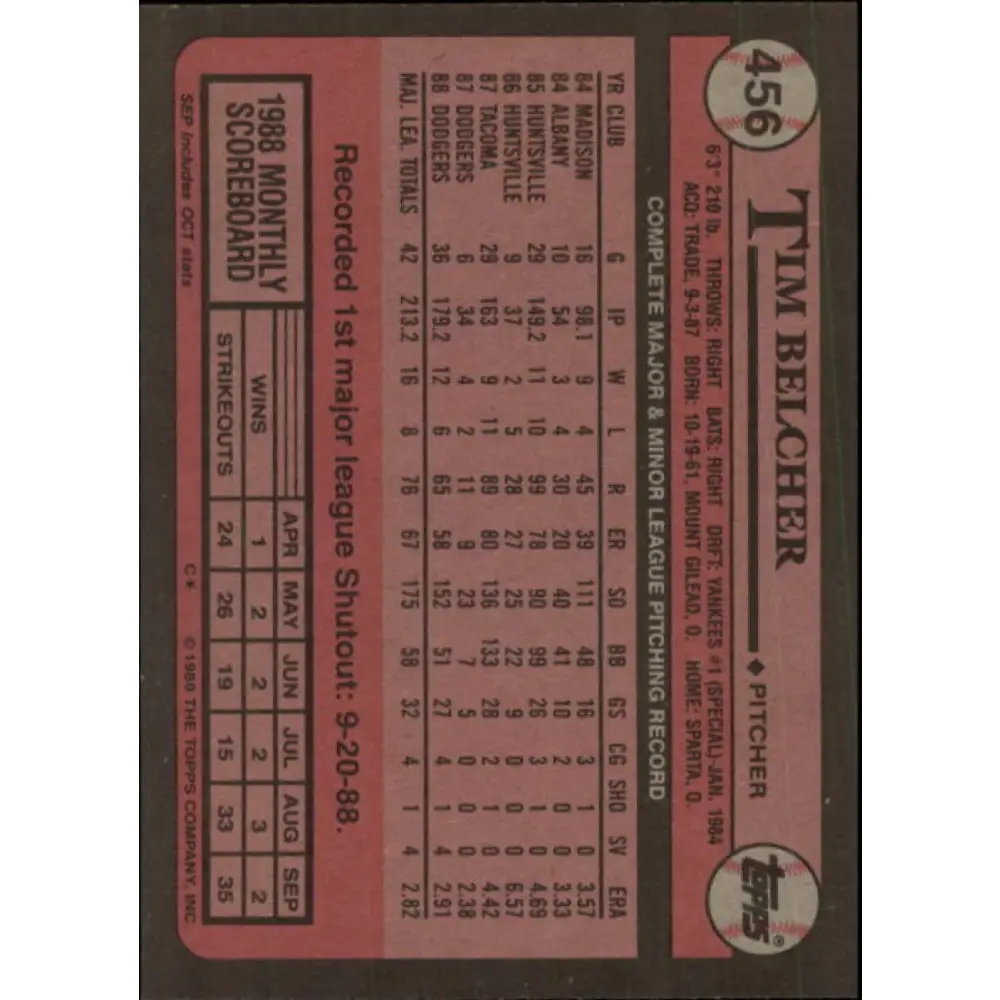 456
TIM BELCHER
◆ PITCHER
TOPPS®
6'3" 210 lb. THROWS: RIGHT BATS: RIGHT DRFT: YANKEES #1 (SPECIAL)-JAN. 1984
ACQ: TRADE, 9-3-87 BORN: 10-19-61, MOUNT GILEAD, O. HOME: SPARTA, O.
COMPLETE MAJOR & MINOR LEAGUE PITCHING RECORD
YR CLUB G IP W L R ER SO BB GS CG SHO SV ERA
84 MADISON 16 98.1 9 4 45 39 111 48 16 3 1 0 3.57
84 ALBANY 10 54 3 4 30 20 40 41 10 2 0 0 3.33
85 HUNTSVILLE 29 149.2 11 10 99 78 90 99 26 3 1 0 4.69
86 HUNTSVILLE 9 37 2 5 28 27 25 22 9 0 0 0 6.57
87 TACOMA 29 163 9 11 89 80 136 133 28 2 1 0 4.42
87 DODGERS 6 34 4 2 11 9 23 7 5 0 0 0 2.38
88 DODGERS 36 179.2 12 6 65 58 152 51 27 4 1 4 2.91
MAJ. LEA. TOTALS 42 213.2 16 8 76 67 175 58 32 4 1 4 2.82
Recorded 1st major league Shutout: 9-20-88.
1988 MONTHLY
SCOREBOARD
APR MAY JUN JUL AUG SEP
WINS 1 2 2 2 3 2
STRIKEOUTS 24 26 19 15 33 35
SEP includes OCT stats
C* © 1989 THE TOPPS COMPANY, INC.